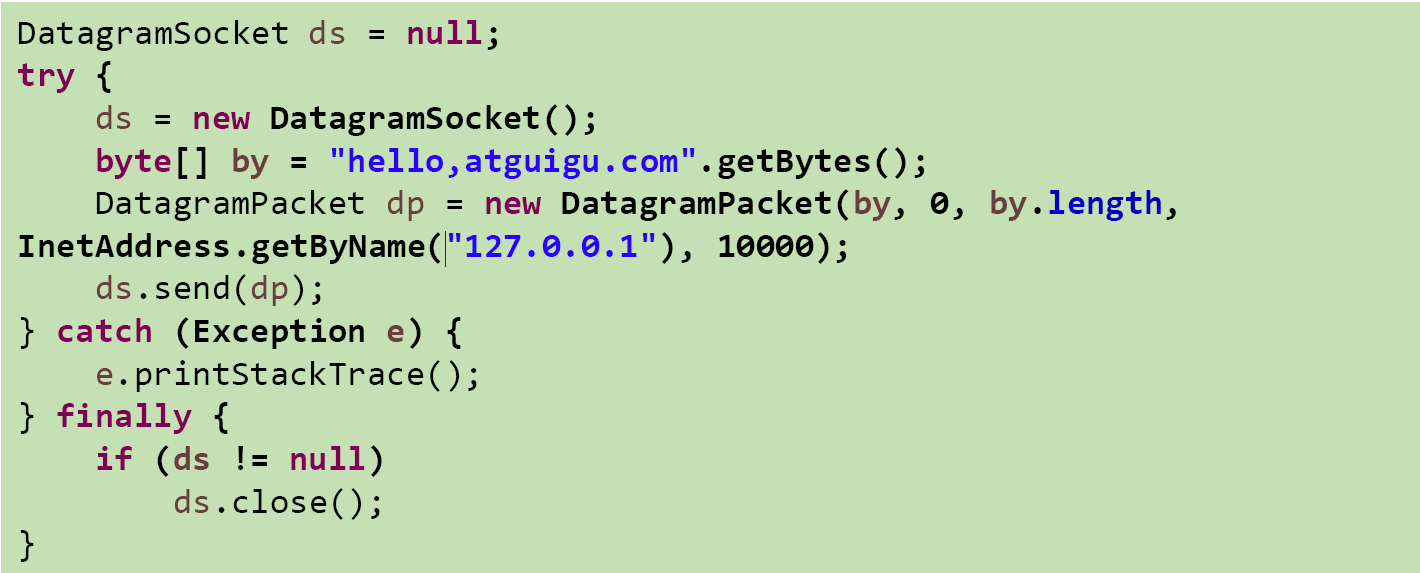 DatagramSocket ds = null;
try {
    ds = new DatagramSocket();
    byte[] by = "hello,atguigu.com".getBytes();
    DatagramPacket dp = new DatagramPacket(by, 0, by.length,
InetAddress.getByName("127.0.0.1"), 10000);
    ds.send(dp);
} catch (Exception e) {
    e.printStackTrace();
} finally {
    if (ds != null)
        ds.close();
}